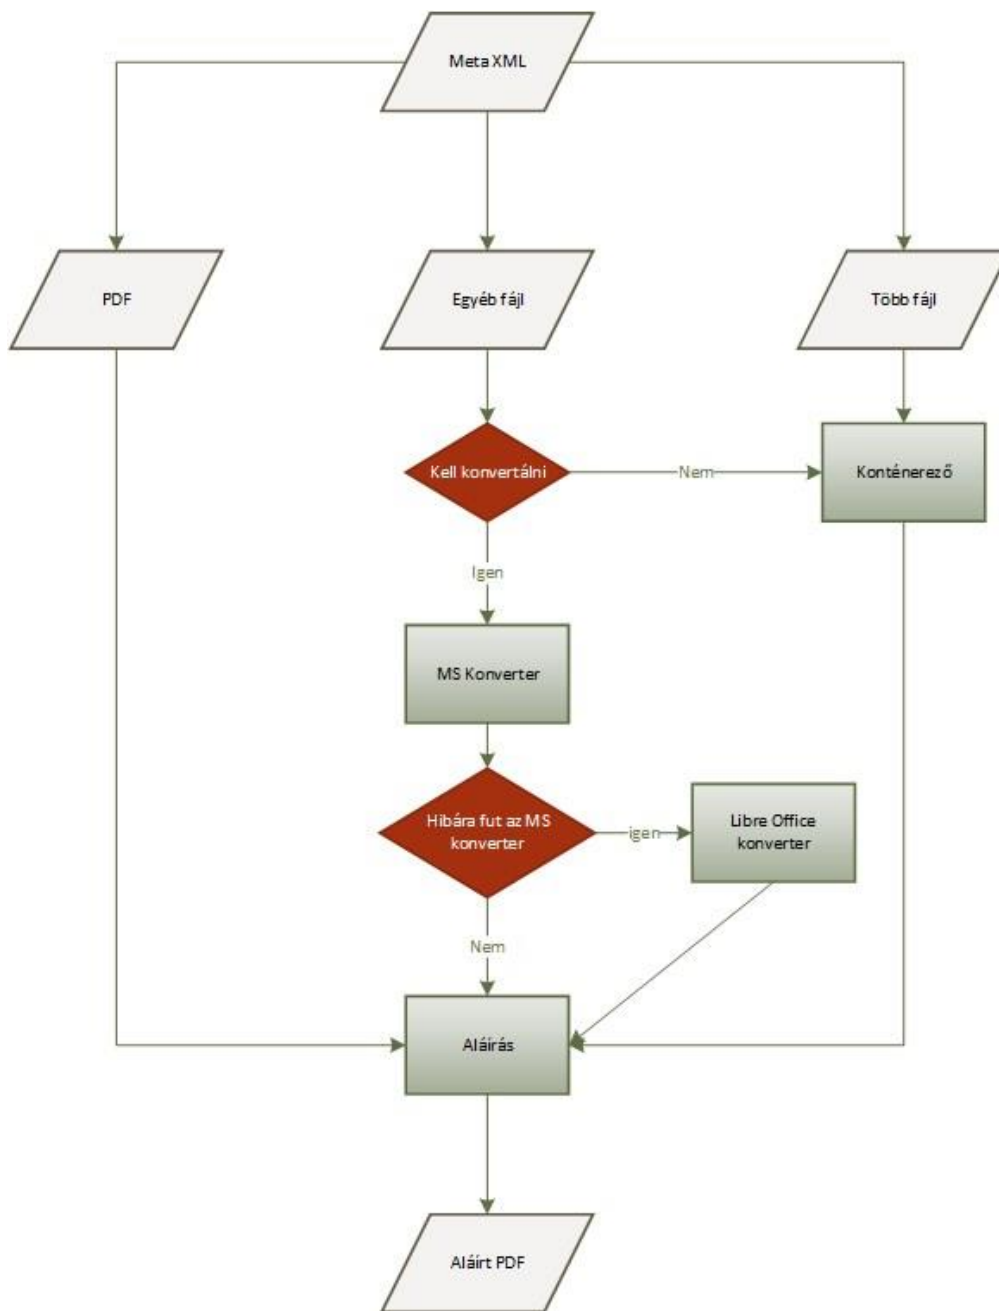 Meta XML
PDF
Egyéb fájl
Több fájl
Kell konvertálni
Nem
Konténerező
Igen
MS Konverter
Hibára fut az MS
konverter
igen
Libre Office
konverter
Nem
Aláírás
Aláírt PDF